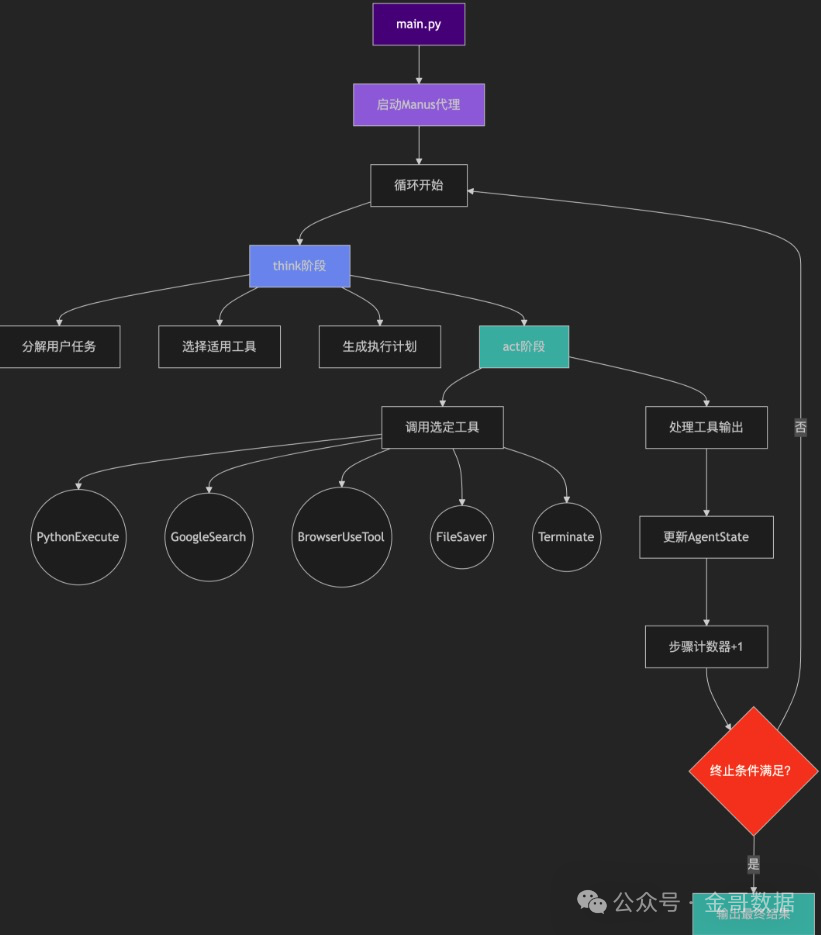 main.py
启动Manus代理
循环开始
think阶段
分解用户任务
选择适用工具
生成执行计划
act阶段
调用选定工具
处理工具输出
否
PythonExecute
GoogleSearch
BrowserUseTool
FileSaver
Terminate
更新AgentState
步骤计数器+1
终止条件满足?
是
公众号 · 金哥数据
输出最终结果